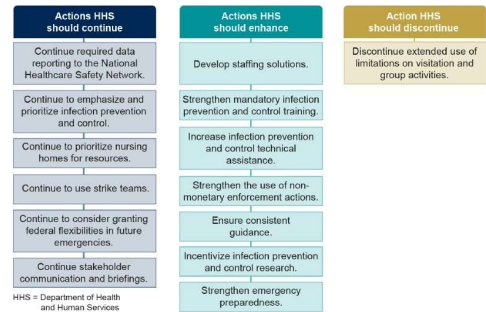 Actions HHS
should continue
Continue required data
reporting to the National
Healthcare Safety Network.
Continue to emphasize and
prioritize infection prevention
and control.
Continue to prioritize nursing
homes for resources.
Continue to use strike teams.
Continue to consider granting
federal flexibilities in future
emergencies.
Continue stakeholder
communication and briefings.
HHS = Department of Health
and Human Services
Actions HHS
should enhance
Develop staffing solutions.
Strengthen mandatory infection
prevention and control training.
Increase infection prevention
and control technical
assistance.
Strengthen the use of non-
monetary enforcement actions.
Ensure consistent
guidance.
Incentivize infection prevention
and control research.
Strengthen emergency
preparedness.
Action HHS
should discontinue
Discontinue extended use of
limitations on visitation and
group activities.